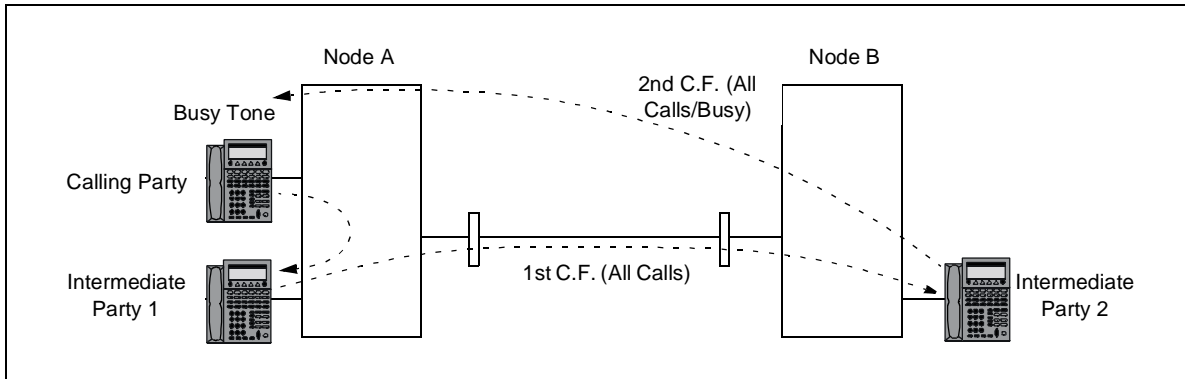 Node A
Node B
2nd C.F. (All
Calls/Busy)
Busy Tone
Calling Party
1st C.F. (All Calls)
Intermediate
Party 1
Intermediate
Party 2